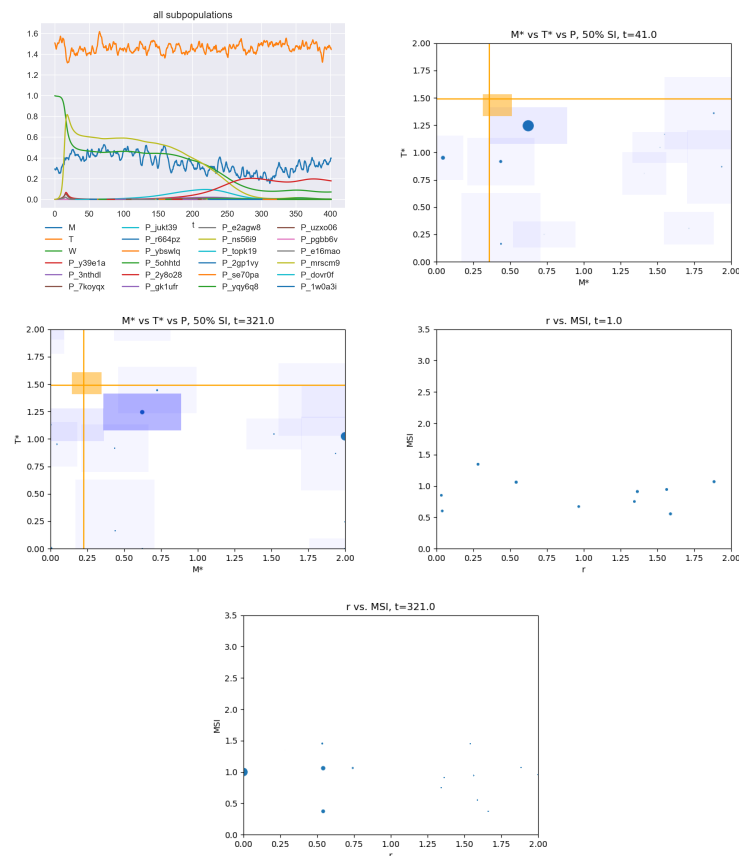 all subpopulations
1.6
1.4
1.2
1.0
0.8
0.6
0.4
0.2
0.0
0 50 100 150 200 250 300 350 400
t
M P_jukt39 P_e2agw8 P_uzxo06
T P_r664pz P_ns56i9 P_pgbb6v
W P_ybswlq P_topk19 P_e16mao
P_y39e1a P_5ohhtd P_2gp1vy P_mrscm9
P_3nthdl P_2y8o28 P_se70pa P_dovr0f
P_7koyqx P_gk1ufr P_yqy6q8 P_1w0a3i
M* vs T* vs P, 50% SI, t=41.0
2.00
1.75
1.50
1.25
1.00
0.75
0.50
0.25
0.00
T*
0.00 0.25 0.50 0.75 1.00 1.25 1.50 1.75 2.00
M*
M* vs T* vs P, 50% SI, t=321.0
2.00
1.75
1.50
1.25
1.00
0.75
0.50
0.25
0.00
T*
0.00 0.25 0.50 0.75 1.00 1.25 1.50 1.75 2.00
M*
r vs. MSI, t=1.0
3.5
3.0
2.5
2.0
1.5
1.0
0.5
0.0
MSI
0.00 0.25 0.50 0.75 1.00 1.25 1.50 1.75 2.00
r
r vs. MSI, t=321.0
3.5
3.0
2.5
2.0
1.5
1.0
0.5
0.0
MSI
0.00 0.25 0.50 0.75 1.00 1.25 1.50 1.75 2.00
r